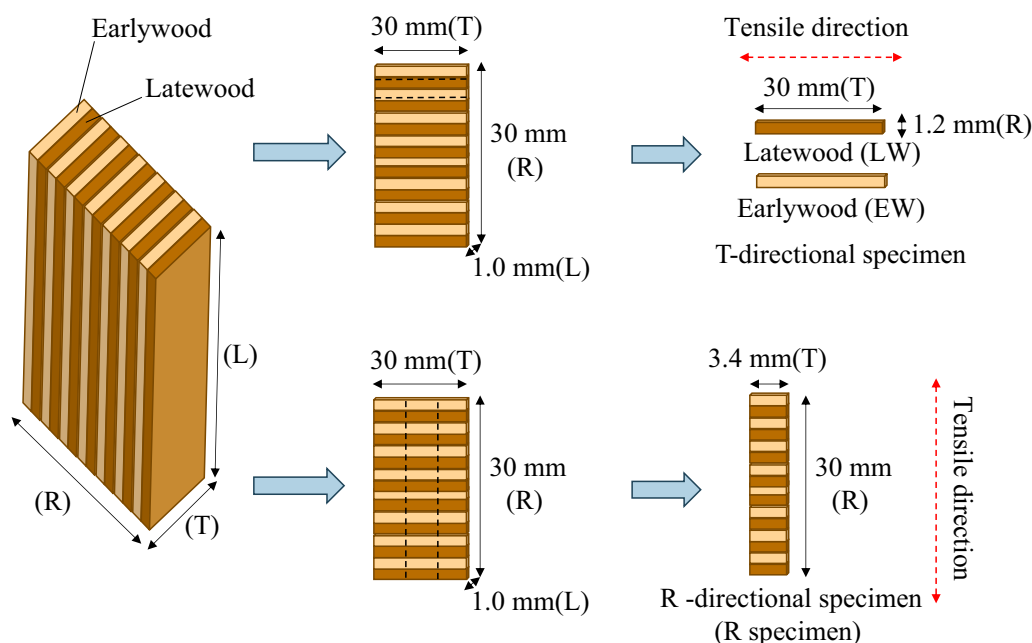 Earlywood
Latewood
(L)
(R)
(T)
30 mm(T)
30 mm
(R)
1.0 mm(L)
Tensile direction
30 mm(T)
1.2 mm(R)
Latewood (LW)
Earlywood (EW)
T-directional specimen
30 mm(T)
30 mm
(R)
1.0 mm(L)
3.4 mm(T)
30 mm
(R)
Tensile direction
R -directional specimen
(R specimen)